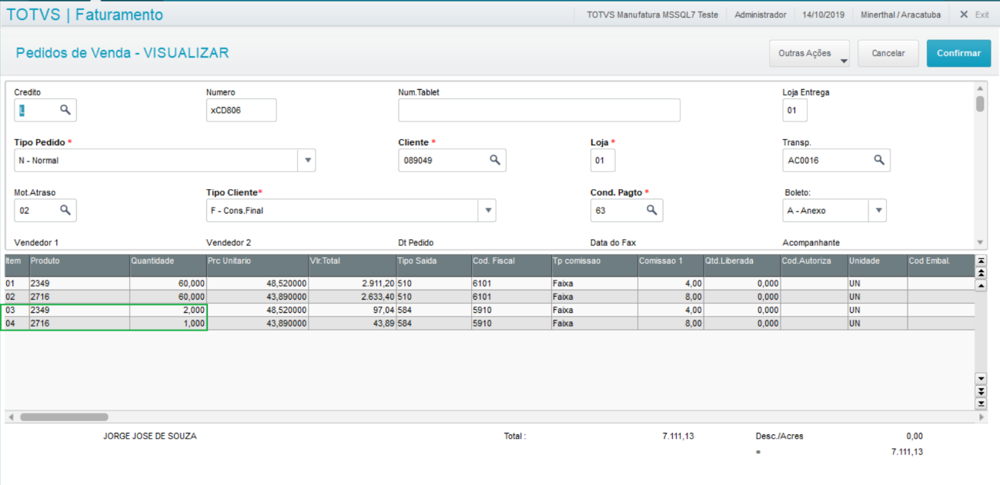 TOTVS | Faturamento
TOTVS Manufatura MSSQL7 Teste Administrador 14/10/2019 Minerthal / Aracatuba Exit
Pedidos de Venda - VISUALIZAR
Outras Ações Cancelar Confirmar
Credito Numero Num.Tablet Loja Entrega
L xCD806 01
Tipo Pedido * Cliente * Loja * Transp.
N - Normal 089049 01 AC0016
Mot.Atraso Tipo Cliente* Cond. Pagto * Boleto:
02 F - Cons.Final 63 A - Anexo
Vendedor 1 Vendedor 2 Dt Pedido Data do Fax Acompanhante
Item Produto Quantidade Prc Unitario Vlr.Total Tipo Saida Cod. Fiscal Tp comissao Comissao 1 Qtd.Liberada Cod.Autoriza Unidade Cod Embal.
01 2349 60,000 48,520000 2.911,20 510 6101 Faixa 4,00 0,000 UN
02 2716 60,000 43,890000 2.633,40 510 6101 Faixa 8,00 0,000 UN
03 2349 2,000 48,520000 97,04 584 5910 Faixa 4,00 0,000 UN
04 2716 1,000 43,890000 43,89 584 5910 Faixa 8,00 0,000 UN
JORGE JOSE DE SOUZA Total : 7.111,13 Desc./Acres 0,00
= 7.111,13